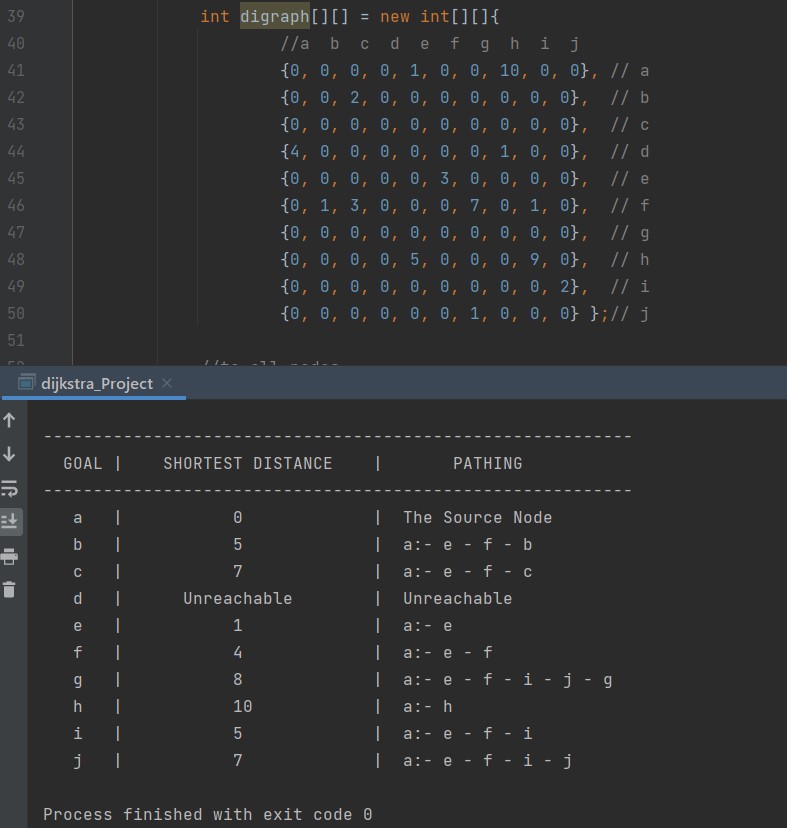 39 int digraph[][] = new int[][]{
40 //a b c d e f g h i j
41 {0, 0, 0, 0, 1, 0, 0, 10, 0, 0}, // a
42 {0, 0, 2, 0, 0, 0, 0, 0, 0, 0}, // b
43 {0, 0, 0, 0, 0, 0, 0, 0, 0, 0}, // c
44 {4, 0, 0, 0, 0, 0, 0, 1, 0, 0}, // d
45 {0, 0, 0, 0, 0, 3, 0, 0, 0, 0}, // e
46 {0, 1, 3, 0, 0, 0, 7, 0, 1, 0}, // f
47 {0, 0, 0, 0, 0, 0, 0, 0, 0, 0}, // g
48 {0, 0, 0, 0, 5, 0, 0, 0, 9, 0}, // h
49 {0, 0, 0, 0, 0, 0, 0, 0, 0, 2}, // i
50 {0, 0, 0, 0, 0, 0, 1, 0, 0, 0} };// j
51
dijkstra_Project ×
-----------------------------------------------------------
GOAL | SHORTEST DISTANCE | PATHING
-----------------------------------------------------------
a | 0 | The Source Node
b | 5 | a:- e - f - b
c | 7 | a:- e - f - c
d | Unreachable | Unreachable
e | 1 | a:- e
f | 4 | a:- e - f
g | 8 | a:- e - f - i - j - g
h | 10 | a:- h
i | 5 | a:- e - f - i
j | 7 | a:- e - f - i - j
Process finished with exit code 0